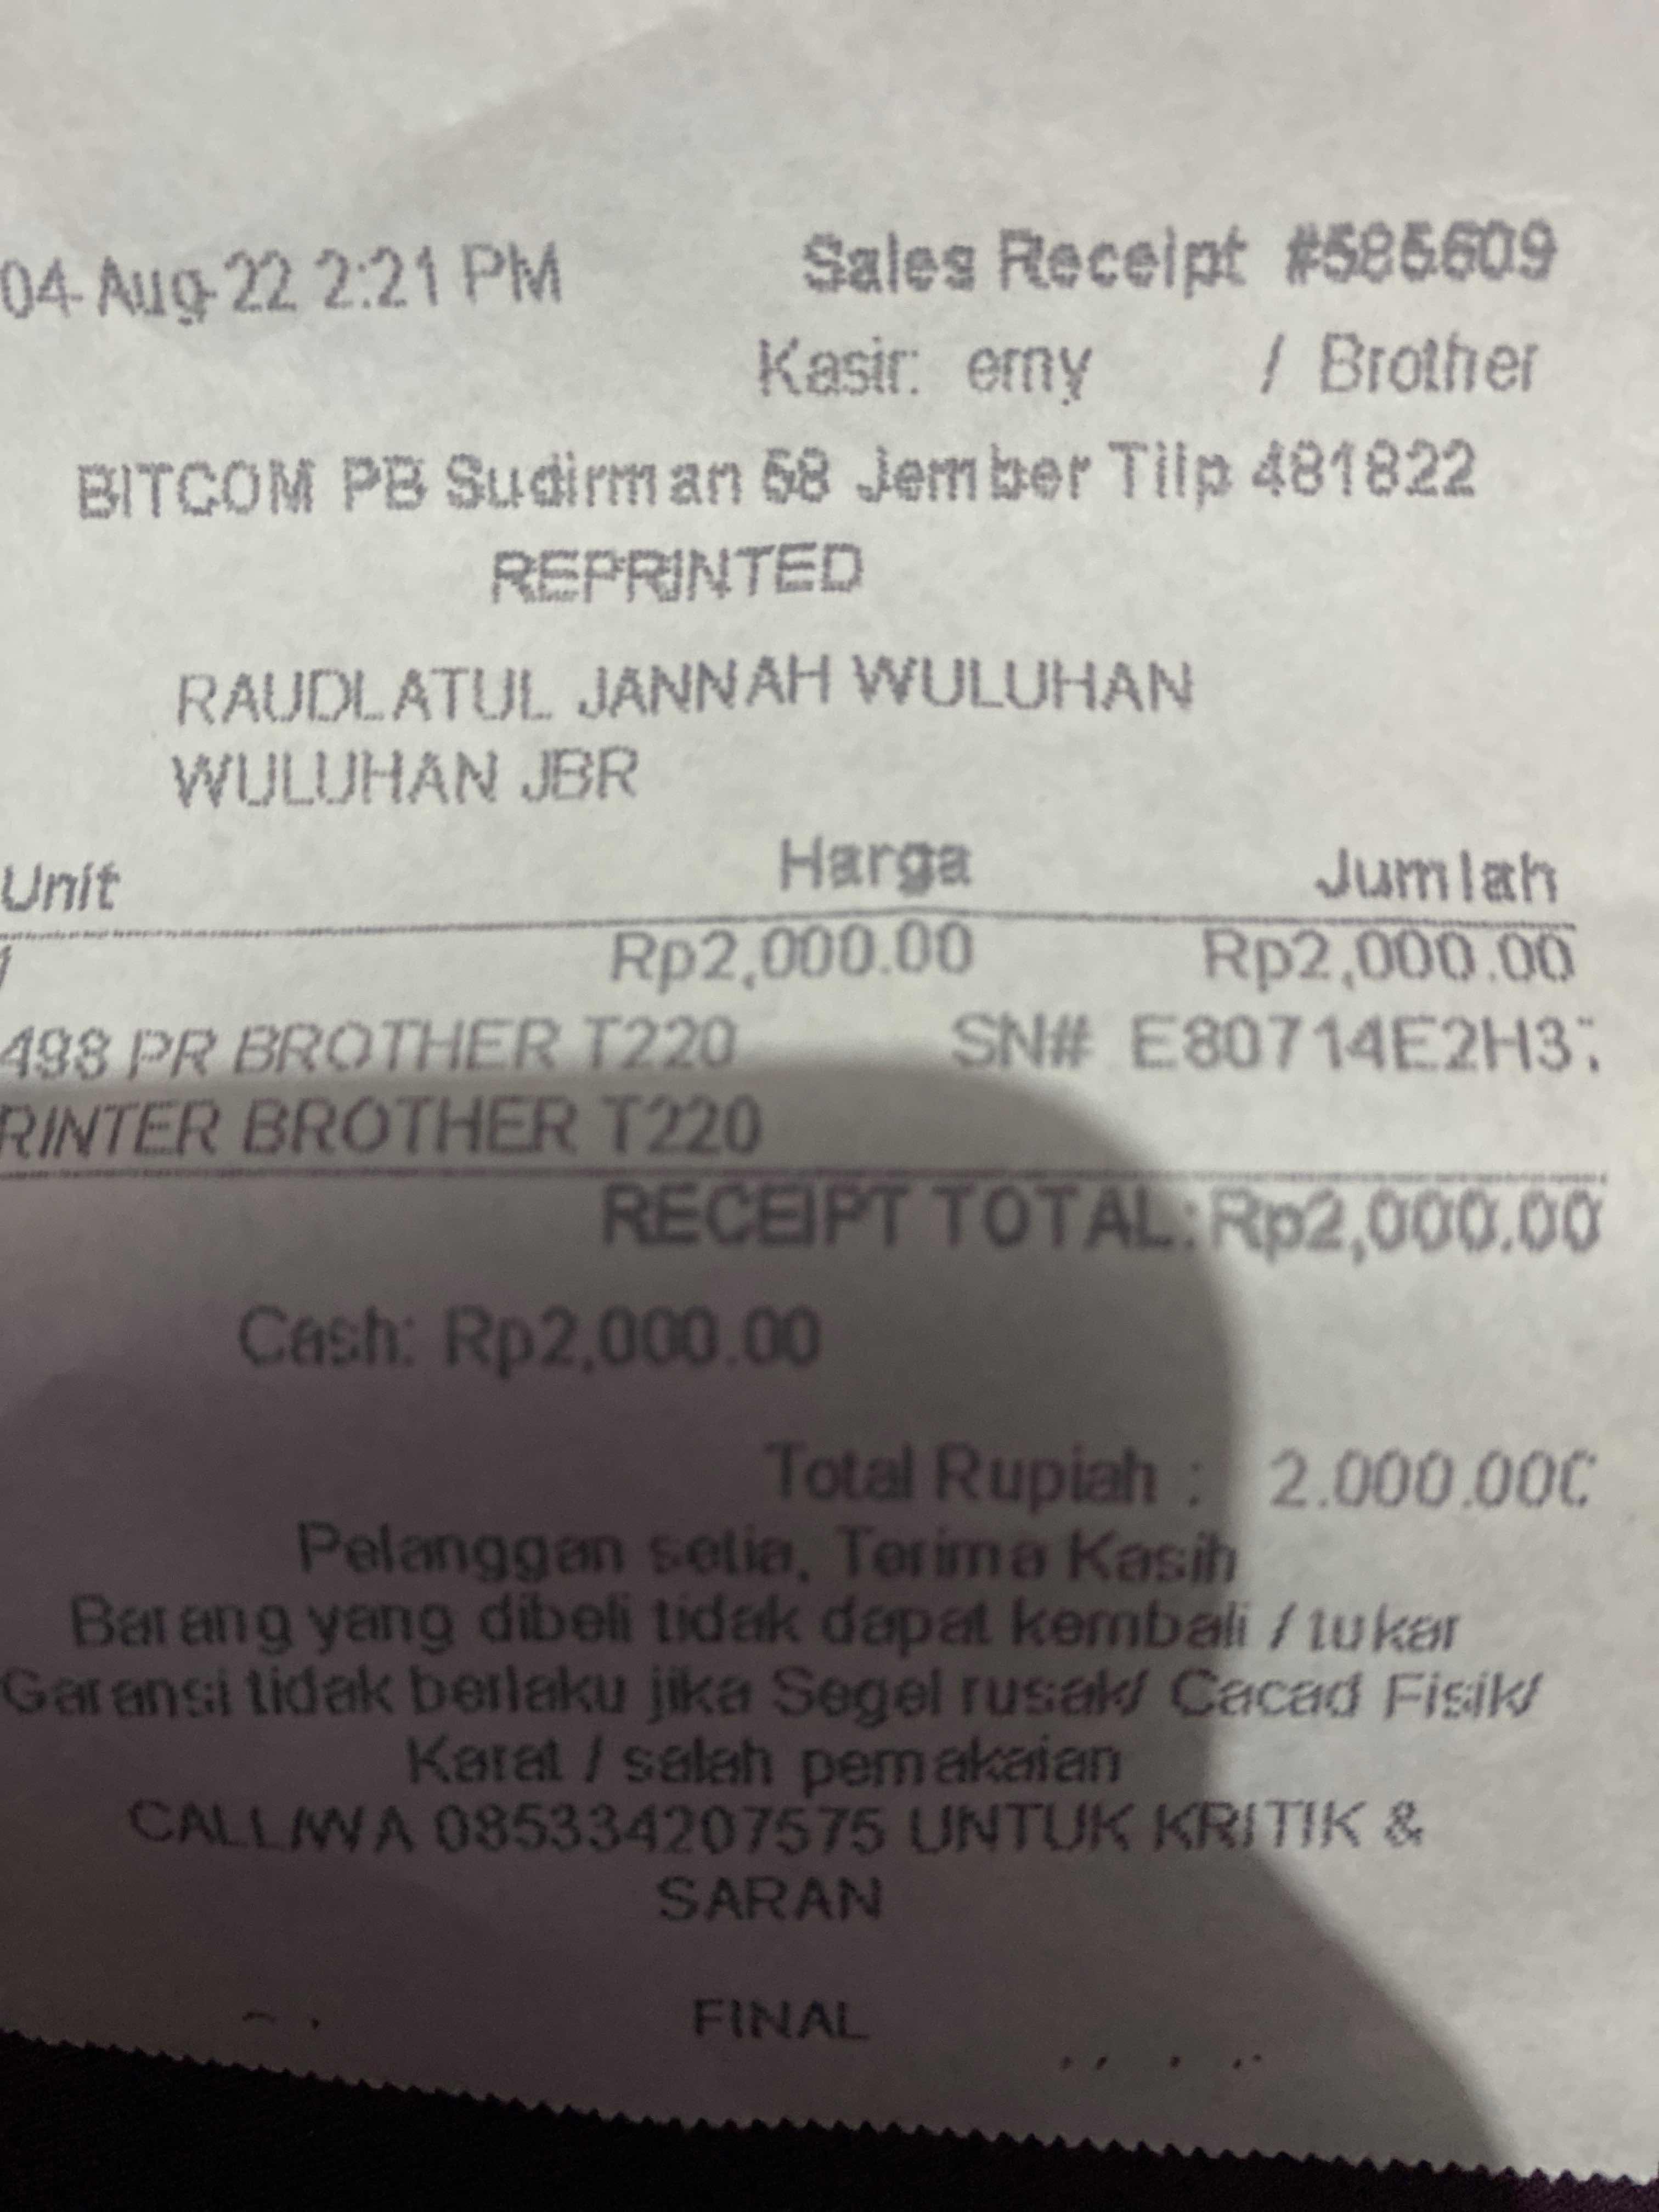 04-Aug-22 2:21 PM Sales Receipt #585609
Kasir: erny / Brother
BITCOM PB Sudirman 58 Jember Tilp 481822
REPRINTED
RAUDLATUL JANNAH WULUHAN
WULUHAN JBR
Unit Harga Jumlah
Rp2,000.00 Rp2,000.00
498 PR BROTHER T220 SN# E80714E2H3
RINTER BROTHER T220
RECEIPT TOTAL: Rp2,000.00
Cash: Rp2,000.00
Total Rupiah : 2.000.000
Pelanggan setia, Terima Kasih
Barang yang dibeli tidak dapat kembali / tukar
Garansi tidak berlaku jika Segel rusak/ Cacad Fisik/
Karat / salah pemakaian
CALL/WA 085334207575 UNTUK KRITIK &
SARAN
FINAL